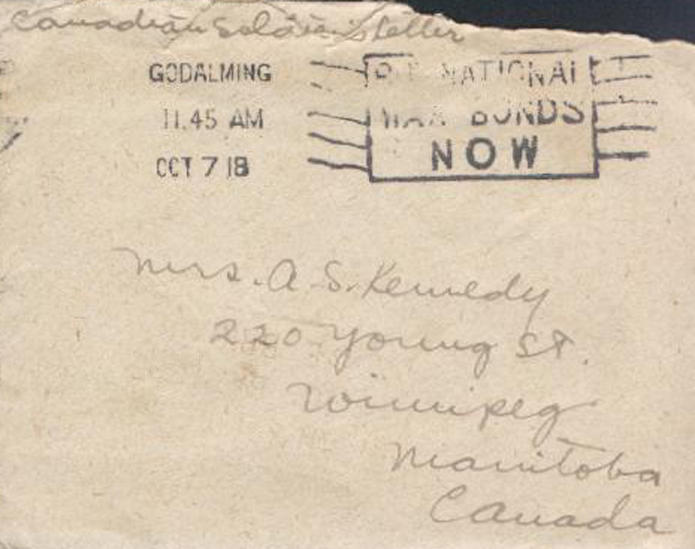 Canadian Soldier's letter
GODALMING
11.45 AM
OCT 7 18
NATIONAL
WAR BONDS
NOW
Mrs. A. S. Kennedy
220 Young St.
Winnipeg
Manitoba
Canada